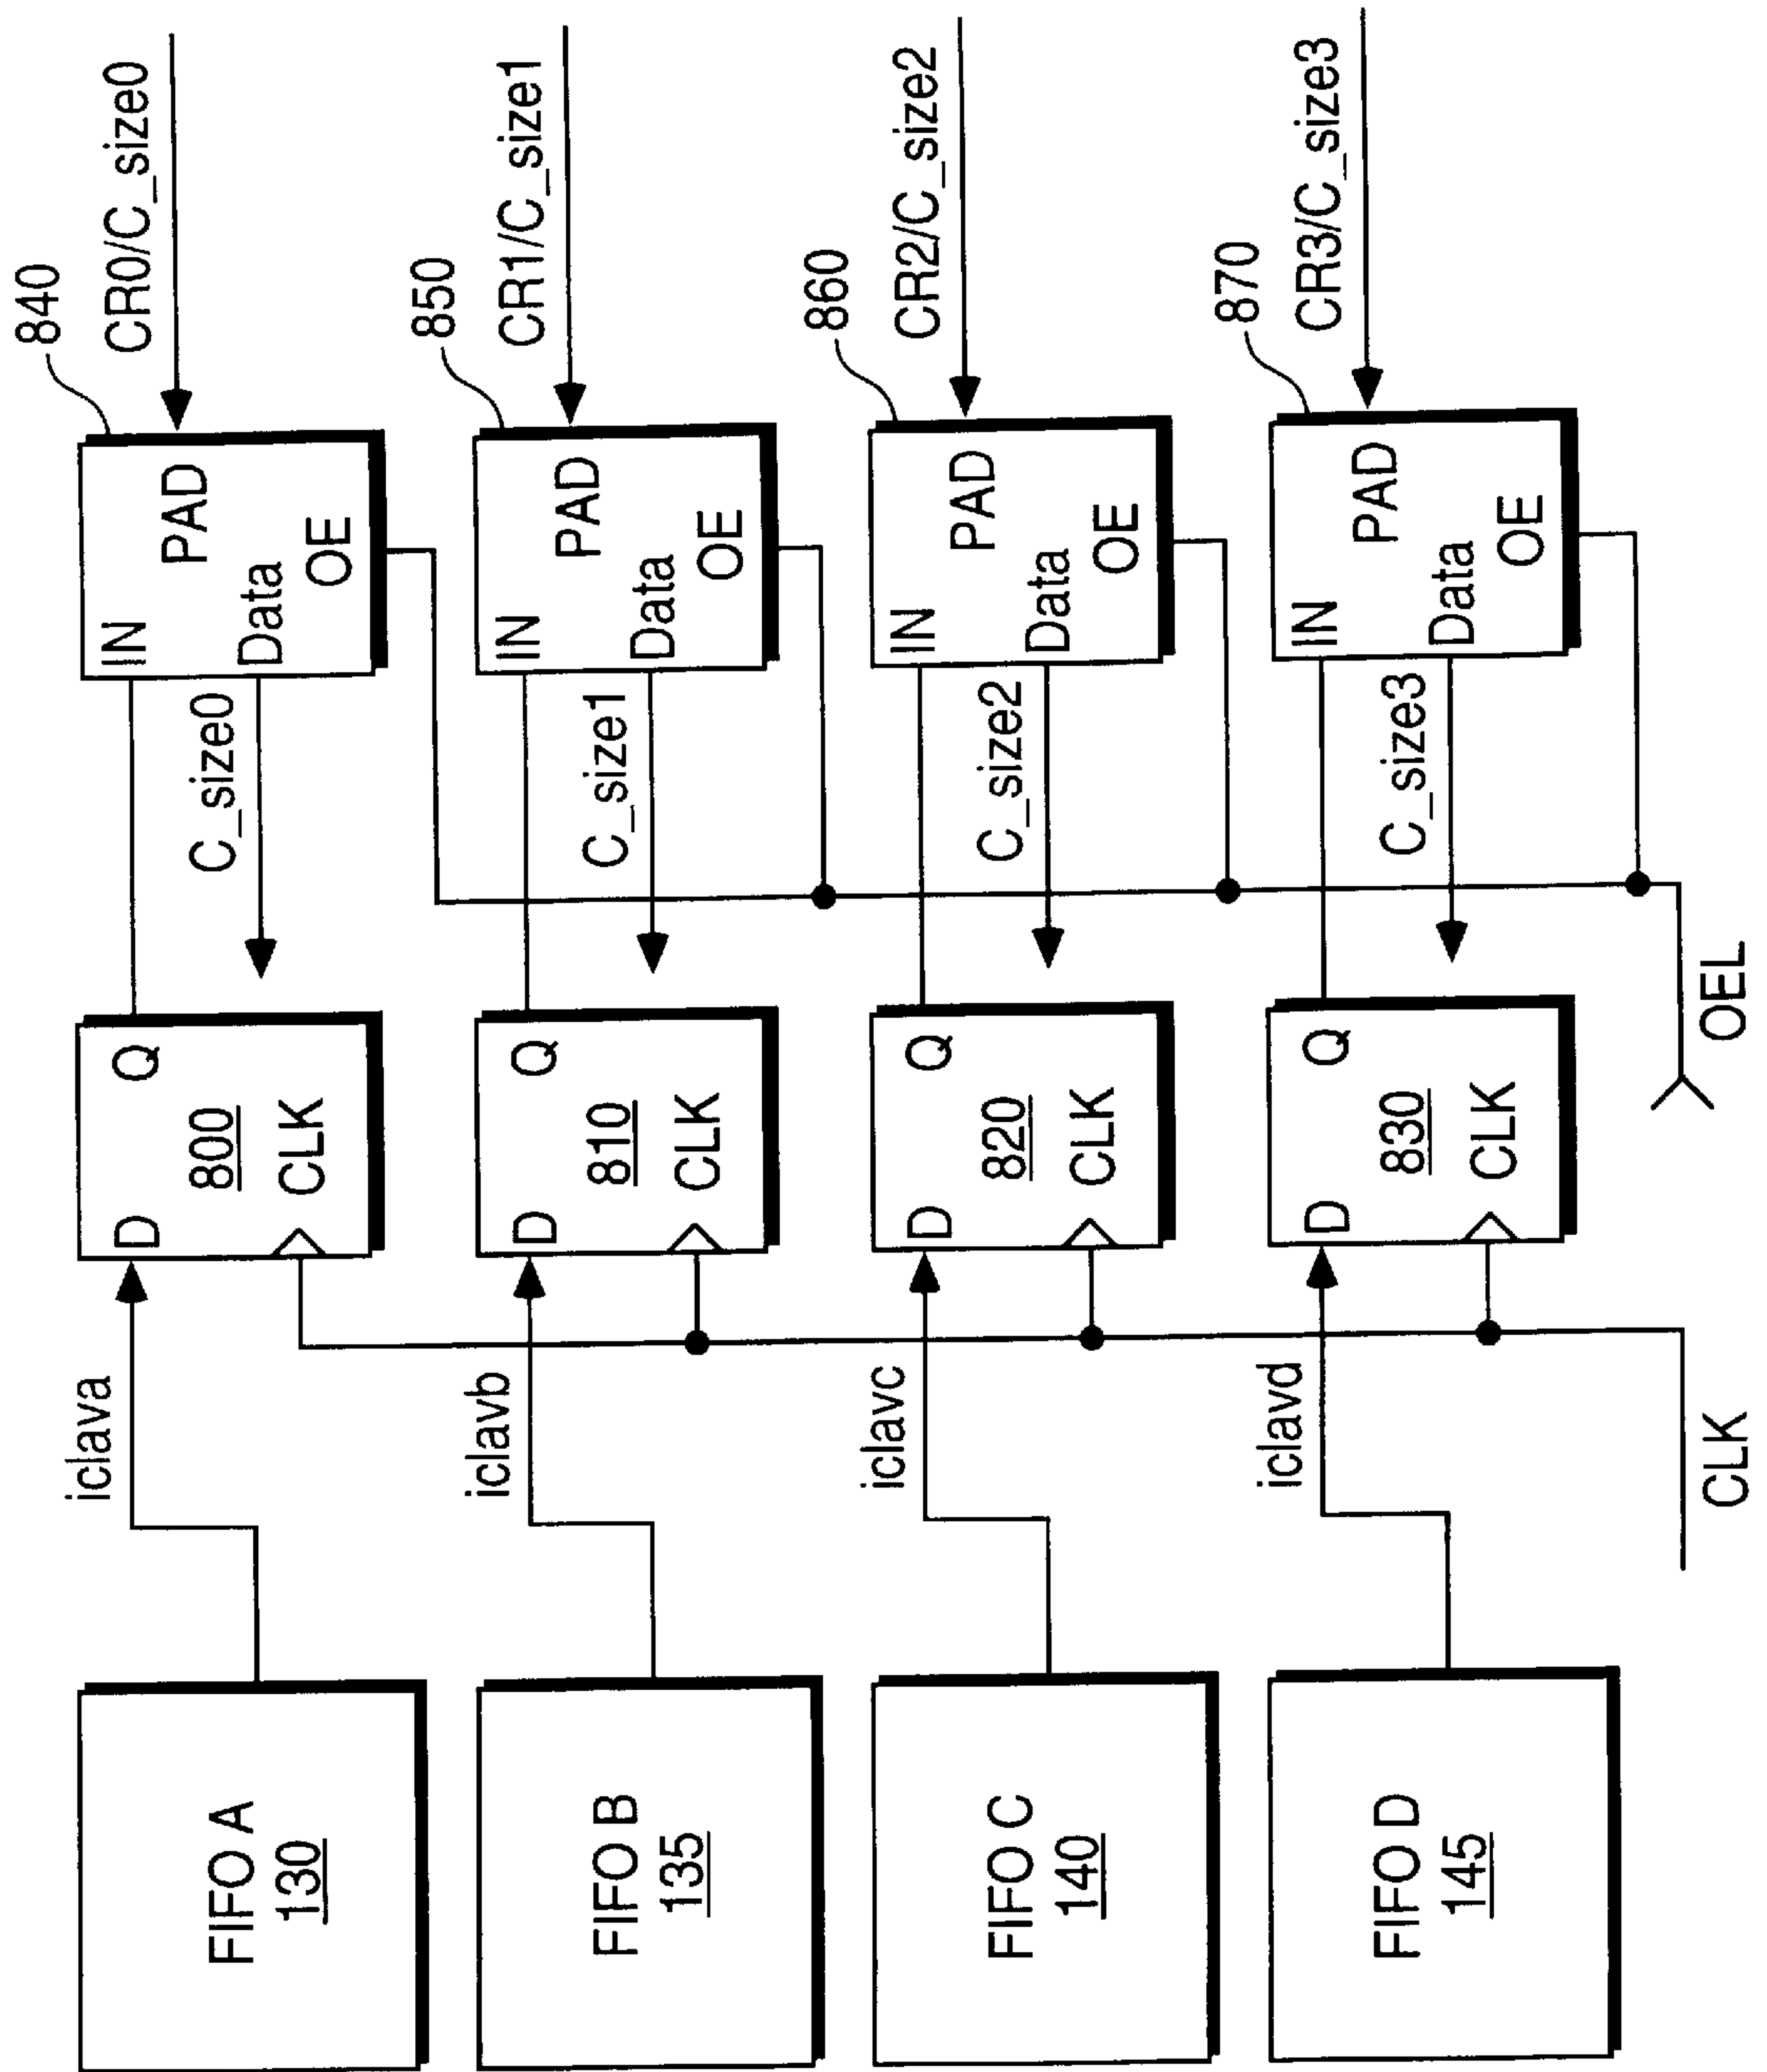 FIFO A
130
iclava
D
Q
800
CLK
C_size0
IN
PAD
Data
OE
840
CR0/C_size0
FIFO B
135
iclavb
D
Q
810
CLK
C_size1
IN
PAD
Data
OE
850
CR1/C_size1
FIFO C
140
iclavc
D
Q
820
CLK
C_size2
IN
PAD
Data
OE
860
CR2/C_size2
FIFO D
145
iclavd
D
Q
830
CLK
C_size3
IN
PAD
Data
OE
870
CR3/C_size3
CLK
OEL